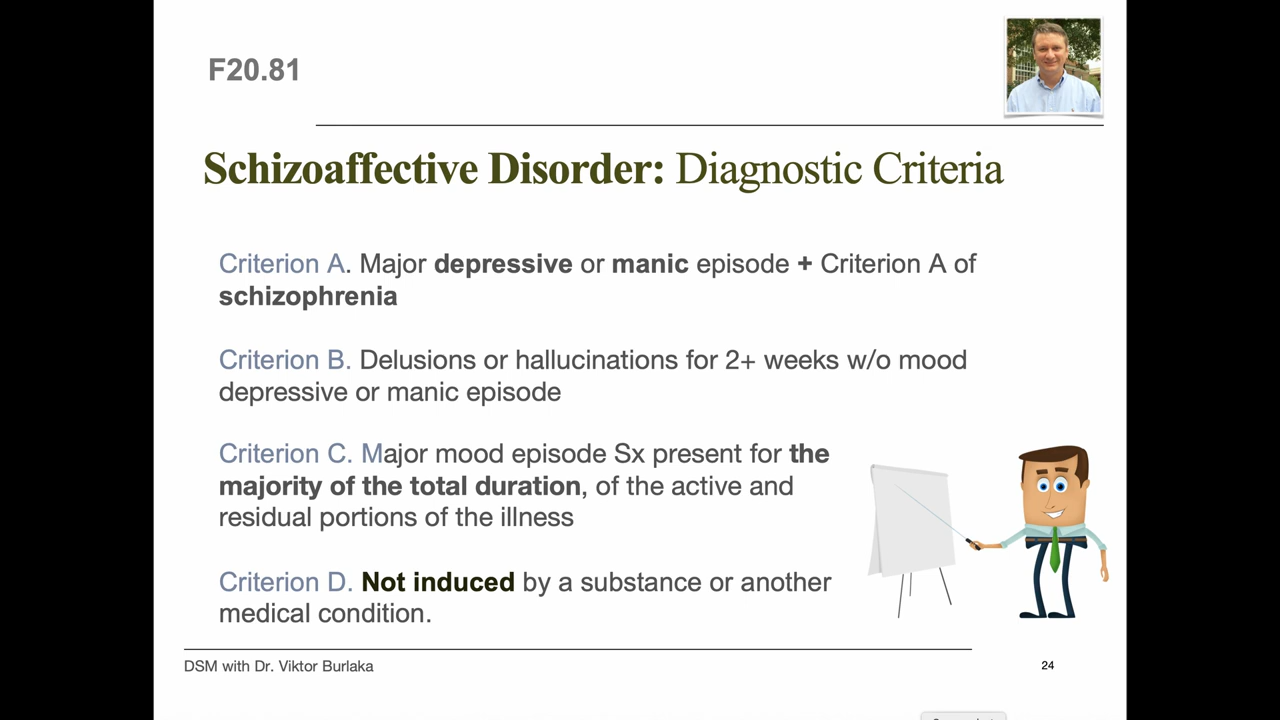 F20.81
Schizoaffective Disorder: Diagnostic Criteria
Criterion A. Major depressive or manic episode + Criterion A of
schizophrenia
Criterion B. Delusions or hallucinations for 2+ weeks w/o mood
depressive or manic episode
Criterion C. Major mood episode Sx present for the
majority of the total duration, of the active and
residual portions of the illness
Criterion D. Not induced by a substance or another
medical condition.
DSM with Dr. Viktor Burlaka
24